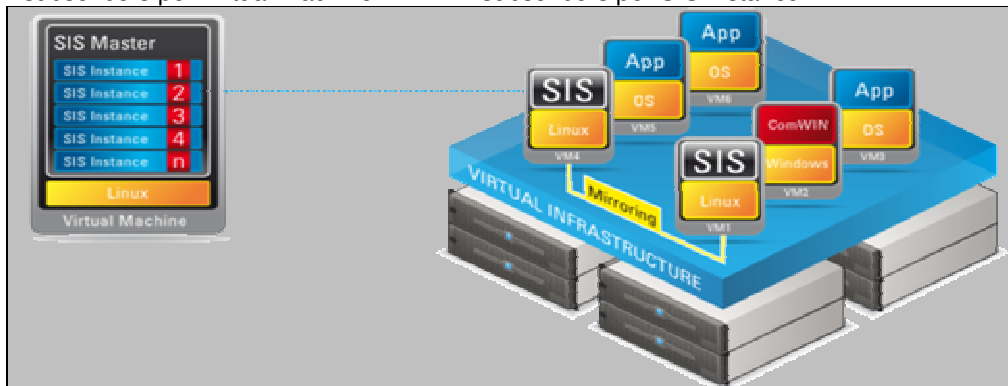 SIS Master
SIS Instance 1
SIS Instance 2
SIS Instance 3
SIS Instance 4
SIS Instance n
Linux
Virtual Machine
App
OS
VM6
App
OS
VM5
SIS
Linux
VM4
App
OS
VM3
ComWIN
Windows
VM2
SIS
Linux
VM1
Mirroring
VIRTUAL INFRASTRUCTURE